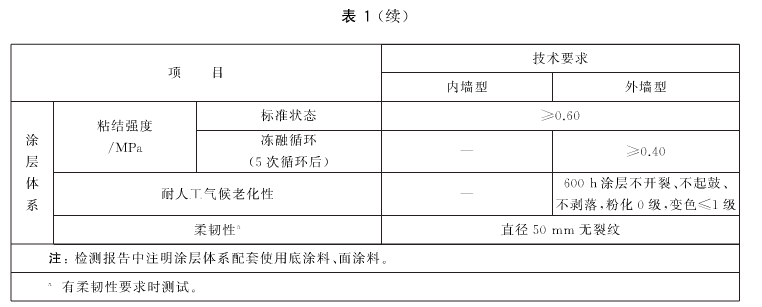 表 1(续)
项 目
技术要求
内墙型
外墙型
涂层体系
粘结强度
/MPa
标准状态
≥0.60
冻融循环
(5 次循环后)
—
≥0.40
耐人工气候老化性
—
600 h 涂层不开裂、不起鼓、
不剥落,粉化 0 级,变色≤1 级
柔韧性ᵃ
直径 50 mm 无裂纹
注:检测报告中注明涂层体系配套使用底涂料、面涂料。
ᵃ 有柔韧性要求时测试。